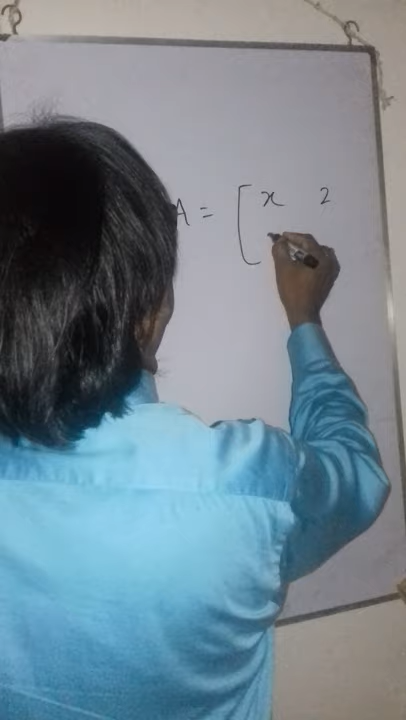 A = [ x 2